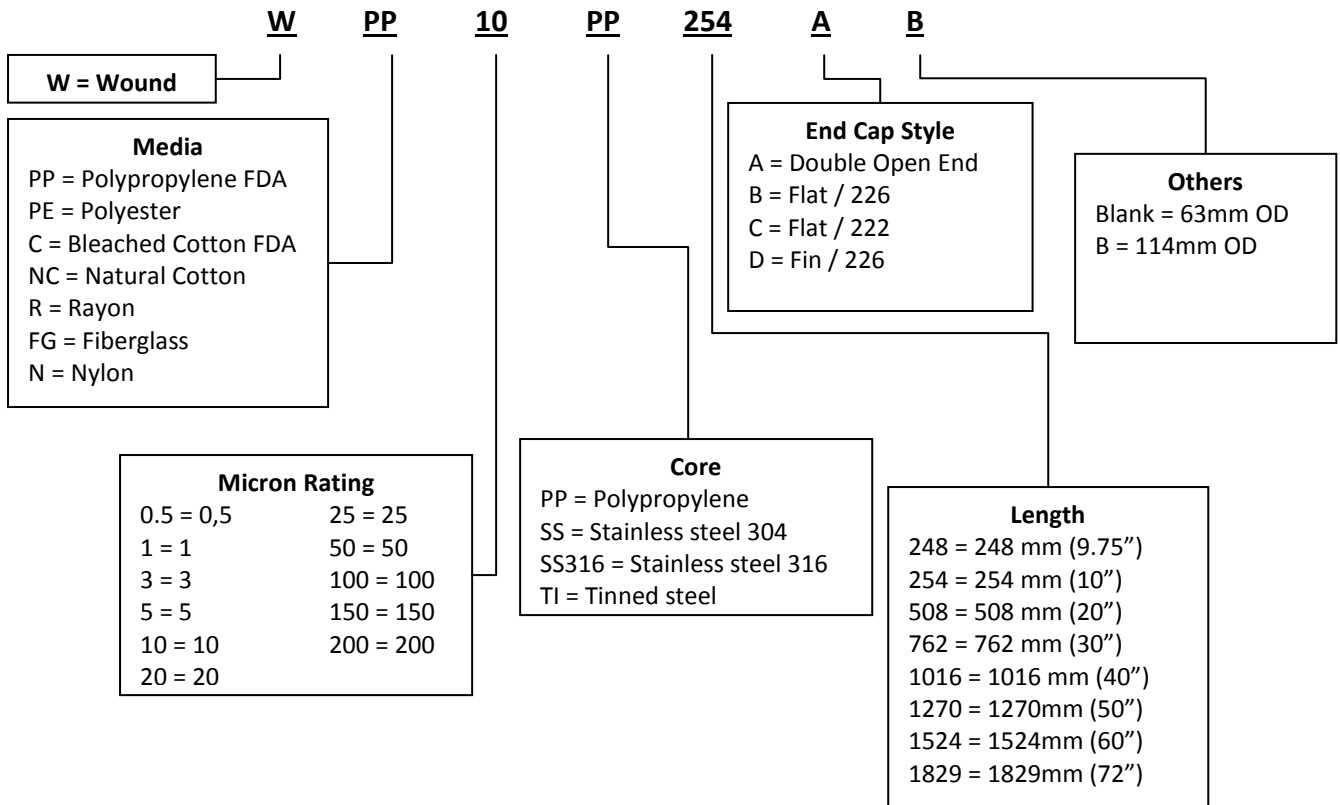 W PP 10 PP 254 A B
W = Wound
Media
PP = Polypropylene FDA
PE = Polyester
C = Bleached Cotton FDA
NC = Natural Cotton
R = Rayon
FG = Fiberglass
N = Nylon
End Cap Style
A = Double Open End
B = Flat / 226
C = Flat / 222
D = Fin / 226
Others
Blank = 63mm OD
B = 114mm OD
Micron Rating
0.5 = 0,5 25 = 25
1 = 1 50 = 50
3 = 3 100 = 100
5 = 5 150 = 150
10 = 10 200 = 200
20 = 20
Core
PP = Polypropylene
SS = Stainless steel 304
SS316 = Stainless steel 316
TI = Tinned steel
Length
248 = 248 mm (9.75”)
254 = 254 mm (10”)
508 = 508 mm (20”)
762 = 762 mm (30”)
1016 = 1016 mm (40”)
1270 = 1270mm (50”)
1524 = 1524mm (60”)
1829 = 1829mm (72”)